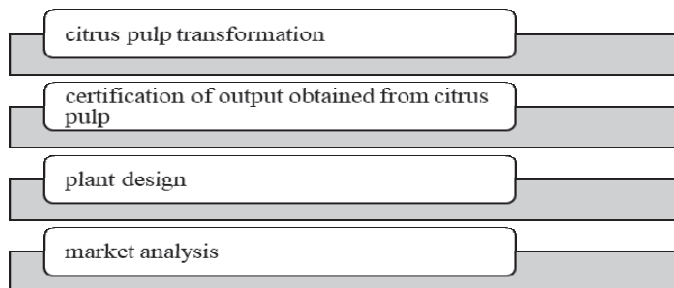 citrus pulp transformation
certification of output obtained from citrus
pulp
plant design
market analysis